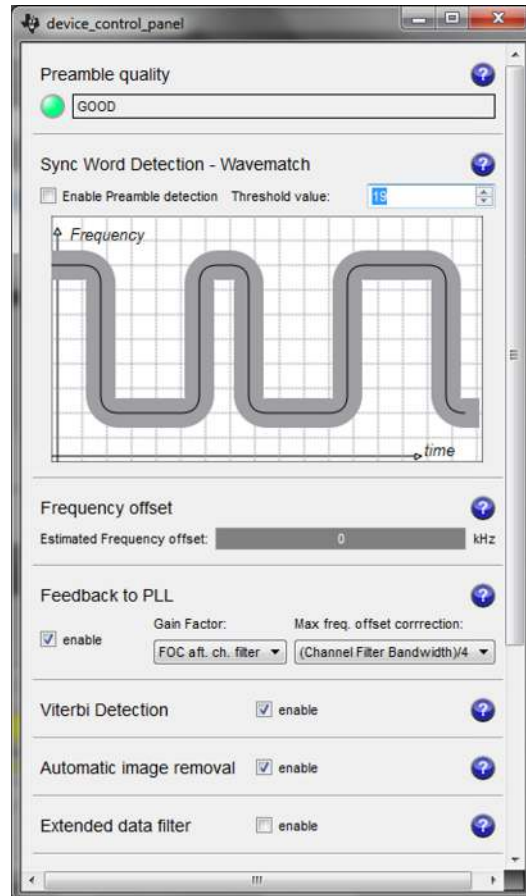 device_control_panel
Preamble quality
GOOD
Sync Word Detection - Wavematch
Enable Preamble detection Threshold value: 19
Frequency
time
Frequency offset
Estimated Frequency offset: 0 kHz
Feedback to PLL
Gain Factor: Max freq. offset corrrection:
enable FOC aft. ch. filter (Channel Filter Bandwidth)/4
Viterbi Detection enable
Automatic image removal enable
Extended data filter enable